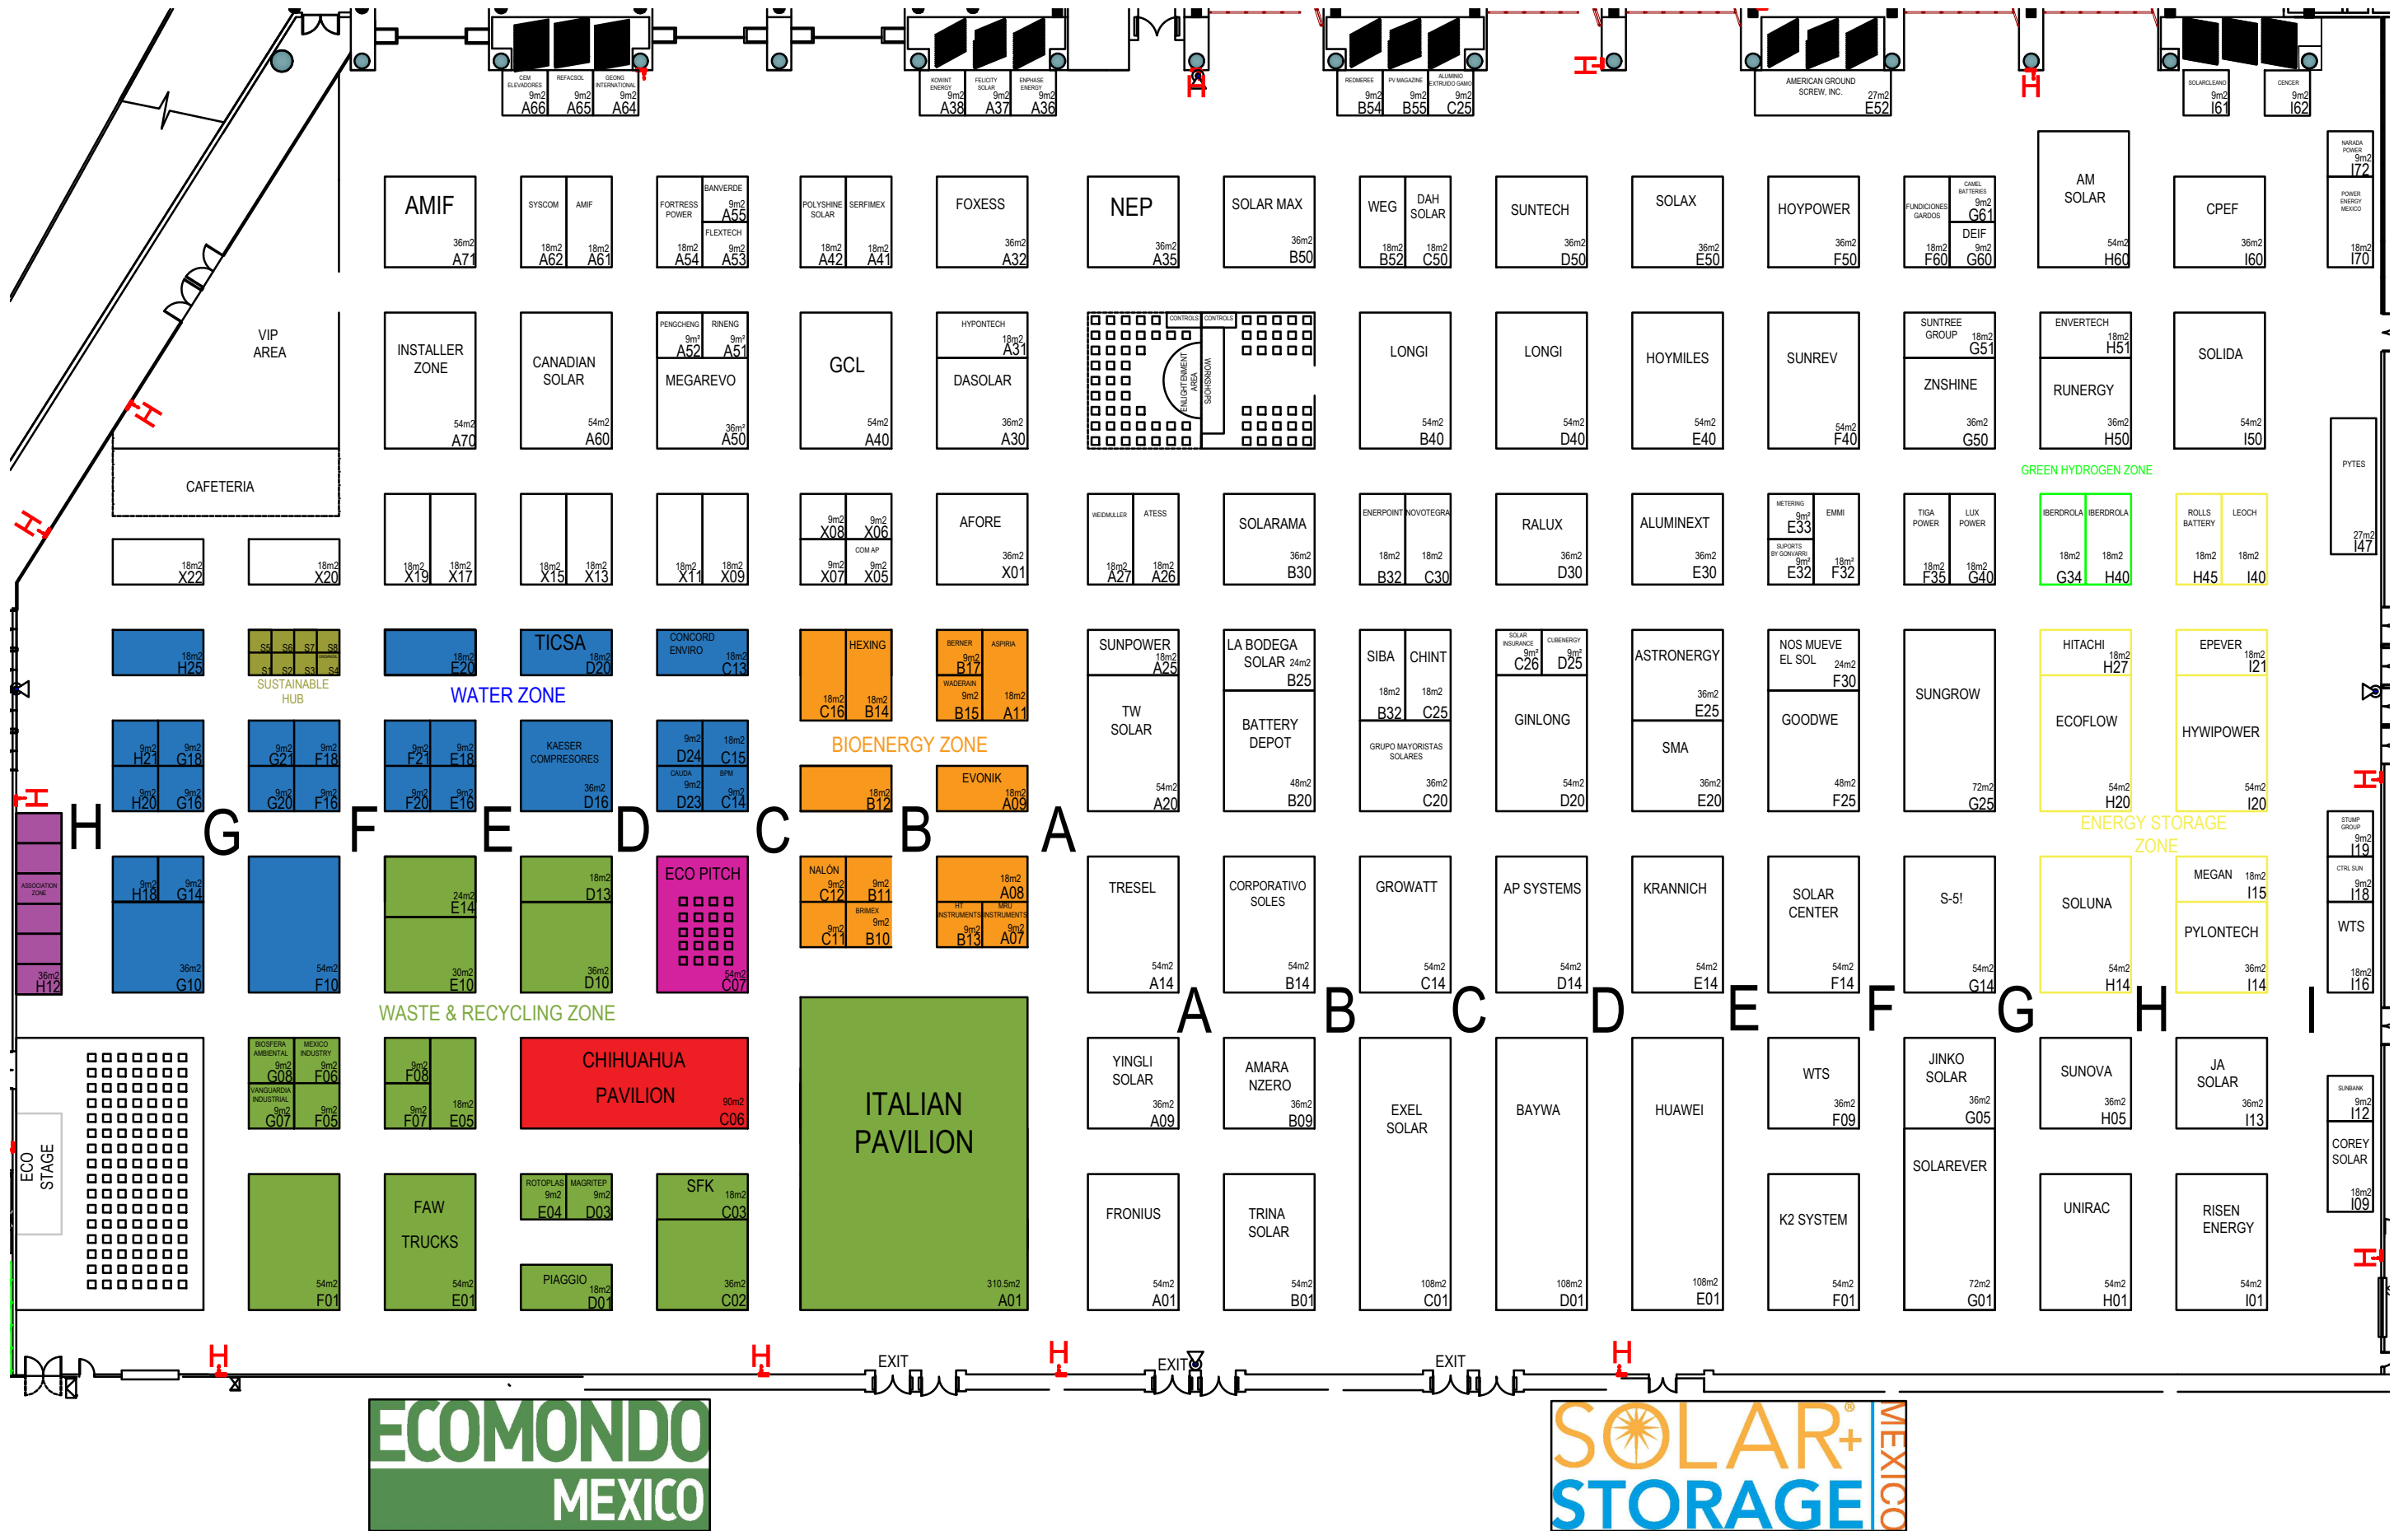 CEM
ELEVADORES
9m2
A66
REFACSOL
9m2
A65
GEONG
INTERNATIONAL
9m2
A64
KOWINT
ENERGY
9m2
A38
FELICITY
SOLAR
9m2
A37
ENPHASE
ENERGY
9m2
A36
REDMEREE
9m2
B54
PV MAGAZINE
9m2
B55
ALUMINIO
EXTRUIDO GAMO
9m2
C25
AMERICAN GROUND
SCREW, INC.
27m2
E52
SOLARCLEANO
9m2
I61
CENCER
9m2
I62
NARADA
POWER
9m2
I72
POWER
ENERGY
MEXICO
18m2
I70
AMIF
36m2
A71
SYSCOM
18m2
A62
AMIF
18m2
A61
FORTRESS
POWER
18m2
A54
BANVERDE
9m2
A55
FLEXTECH
9m2
A53
POLYSHINE
SOLAR
18m2
A42
SERFIMEX
18m2
A41
FOXESS
36m2
A32
NEP
36m2
A35
SOLAR MAX
36m2
B50
WEG
18m2
B52
DAH
SOLAR
18m2
C50
SUNTECH
36m2
D50
SOLAX
36m2
E50
HOYPOWER
36m2
F50
FUNDICIONES
GARDOS
18m2
F60
CAMEL
BATTERIES
9m2
G61
DEIF
9m2
G60
AM
SOLAR
54m2
H60
CPEF
36m2
I60
VIP
AREA
CAFETERIA
INSTALLER
ZONE
54m2
A70
CANADIAN
SOLAR
54m2
A60
PENGCHENG
9m²
A52
RINENG
9m²
A51
MEGAREVO
36m²
A50
GCL
54m2
A40
HYPONTECH
18m2
A31
DASOLAR
36m2
A30
CONTROLS
CONTROLS
ENLIGHTENMENT
AREA
WORKSHOPS
LONGI
54m2
B40
LONGI
54m2
D40
HOYMILES
54m2
E40
SUNREV
54m2
F40
SUNTREE
GROUP
18m2
G51
ZNSHINE
36m2
G50
ENVERTECH
18m2
H51
RUNERGY
36m2
H50
SOLIDA
54m2
I50
PYTES
27m2
I47
GREEN HYDROGEN ZONE
18m2
X22
18m2
X20
18m2
X19
18m2
X17
18m2
X15
18m2
X13
18m2
X11
18m2
X09
9m2
X08
9m2
X06
9m2
X07
COM AP
9m2
X05
AFORE
36m2
X01
WEIDMULLER
18m2
A27
ATESS
18m2
A26
SOLARAMA
36m2
B30
ENERPOINT
18m2
B32
NOVOTEGRA
18m2
C30
RALUX
36m2
D30
ALUMINEXT
36m2
E30
METERING
9m²
E33
SUPORTS
BY GONVARRI
9m²
E32
EMMI
18m²
F32
TIGA
POWER
18m2
F35
LUX
POWER
18m2
G40
IBERDROLA
18m2
G34
IBERDROLA
18m2
H40
ROLLS
BATTERY
18m2
H45
LEOCH
18m2
I40
18m2
H25
S5
S6
S7
S8
S1
S2
S3
S4
SUSTAINABLE
HUB
18m2
E20
TICSA
18m2
D20
CONCORD
ENVIRO
18m2
C13
WATER ZONE
18m2
C16
HEXING
18m2
B14
BERNER
9m2
B17
WADERAIN
9m2
B15
ASPIRIA
18m2
A11
BIOENERGY ZONE
SUNPOWER
18m2
A25
TW
SOLAR
54m2
A20
LA BODEGA
SOLAR
24m2
B25
BATTERY
DEPOT
48m2
B20
SIBA
18m2
B32
CHINT
18m2
C25
GRUPO MAYORISTAS
SOLARES
36m2
C20
SOLAR
INSURANCE
9m²
C26
CUBENERGY
9m²
D25
GINLONG
54m2
D20
ASTRONERGY
36m2
E25
SMA
36m2
E20
NOS MUEVE
EL SOL
24m2
F30
GOODWE
48m2
F25
SUNGROW
72m2
G25
HITACHI
18m2
H27
ECOFLOW
54m2
H20
EPEVER
18m2
I21
HYWIPOWER
54m2
I20
ENERGY STORAGE
ZONE
9m2
H21
9m2
G18
9m2
H20
9m2
G16
9m2
G21
9m2
F18
9m2
G20
9m2
F16
9m2
F21
9m2
E18
9m2
F20
9m2
E16
KAESER
COMPRESORES
36m2
D16
9m2
D24
18m2
C15
CAUDA
9m2
D23
BPM
9m2
C14
18m2
B12
EVONIK
18m2
A09
H
G
F
E
D
C
B
A
ASSOCIATION
ZONE
36m2
H12
9m2
H18
9m2
G14
36m2
G10
54m2
F10
24m2
E14
30m2
E10
18m2
D13
36m2
D10
ECO PITCH
54m2
C07
NALÓN
9m2
C12
9m2
B11
9m2
C11
BRIMEX
9m2
B10
18m2
A08
HT
INSTRUMENTS
9m2
B13
MRU
INSTRUMENTS
9m2
A07
TRESEL
54m2
A14
CORPORATIVO
SOLES
54m2
B14
GROWATT
54m2
C14
AP SYSTEMS
54m2
D14
KRANNICH
54m2
E14
SOLAR
CENTER
54m2
F14
S-5!
54m2
G14
SOLUNA
54m2
H14
MEGAN
18m2
I15
PYLONTECH
36m2
I14
STUMP
GROUP
9m2
I19
CTRL SUN
9m2
I18
WTS
18m2
I16
WASTE & RECYCLING ZONE
A
B
C
D
E
F
G
H
I
ECO
STAGE
BIOSFERA
AMBIENTAL
9m2
G08
MEXICO
INDUSTRY
9m2
F06
VANGUARDIA
INDUSTRIAL
9m2
G07
9m2
F05
9m2
F08
9m2
F07
18m2
E05
CHIHUAHUA
PAVILION
90m2
C06
ITALIAN
PAVILION
310.5m2
A01
YINGLI
SOLAR
36m2
A09
AMARA
NZERO
36m2
B09
EXEL
SOLAR
108m2
C01
BAYWA
108m2
D01
HUAWEI
108m2
E01
WTS
36m2
F09
JINKO
SOLAR
36m2
G05
SOLAREVER
72m2
G01
SUNOVA
36m2
H05
JA
SOLAR
36m2
I13
SUNBANK
9m2
I12
COREY
SOLAR
18m2
I09
54m2
F01
FAW
TRUCKS
54m2
E01
ROTOPLAS
9m2
E04
MAGRITEP
9m2
D03
PIAGGIO
18m2
D01
SFK
18m2
C03
36m2
C02
FRONIUS
54m2
A01
TRINA
SOLAR
54m2
B01
K2 SYSTEM
54m2
F01
UNIRAC
54m2
H01
RISEN
ENERGY
54m2
I01
EXIT
EXIT
EXIT
ECOMONDO
MEXICO
SOLAR+®
STORAGE
MEXICO